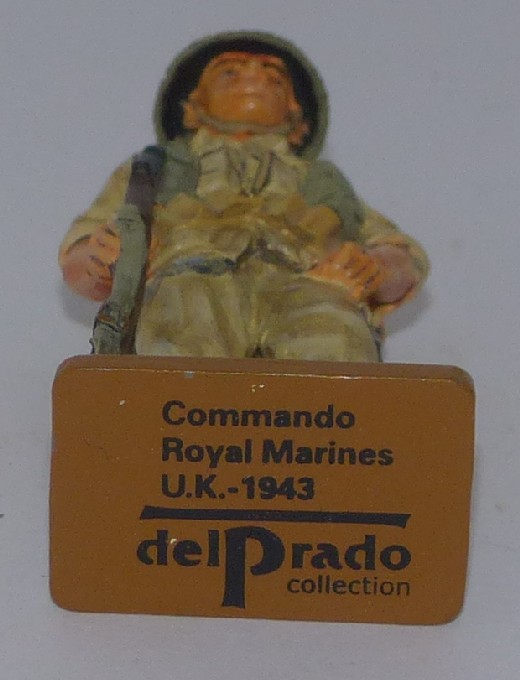 Commando
Royal Marines
U.K.-1943
delPrado
collection